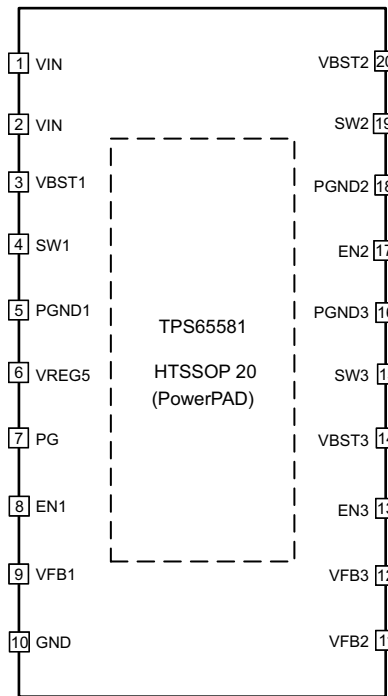 1 VIN
2 VIN
3 VBST1
4 SW1
5 PGND1
6 VREG5
7 PG
8 EN1
9 VFB1
10 GND
TPS65581
HTSSOP 20
(PowerPAD)
VBST2 20
SW2 19
PGND2 18
EN2 17
PGND3 16
SW3 15
VBST3 14
EN3 13
VFB3 12
VFB2 11